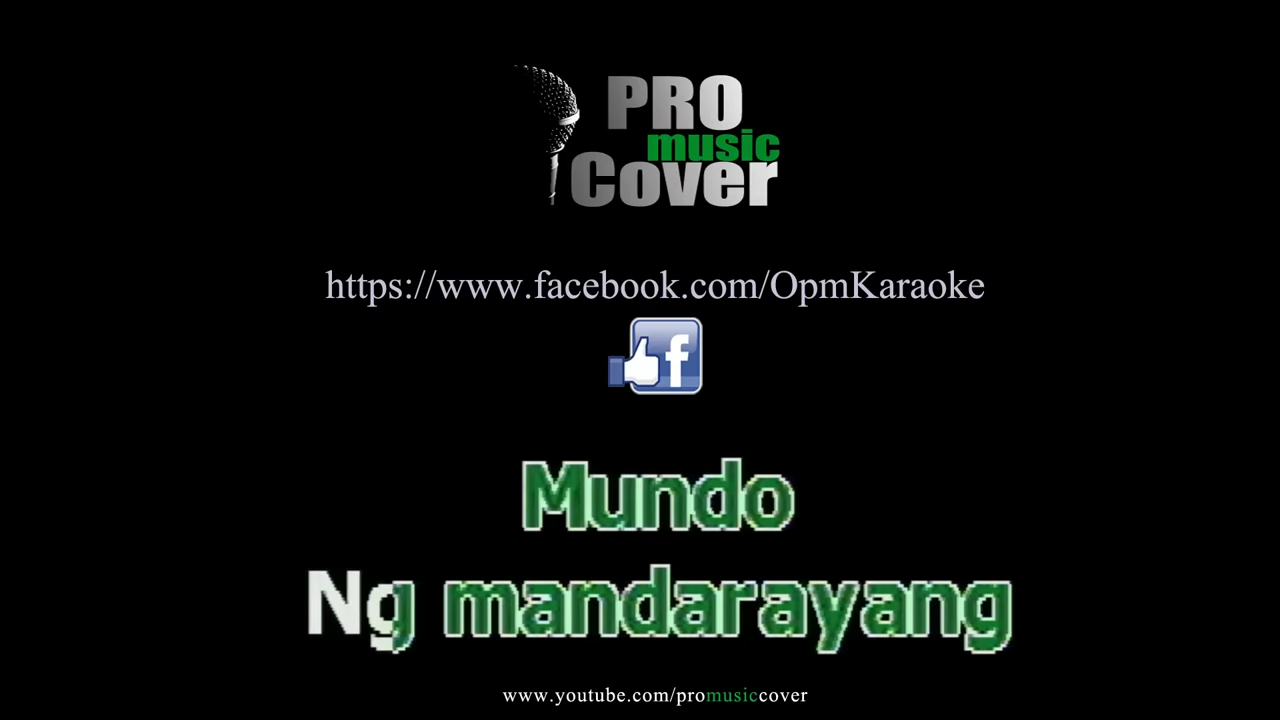 PRO
music
Cover
https://www.facebook.com/OpmKaraoke
f
Mundo
Ng mandarayang
www.youtube.com/promusiccover